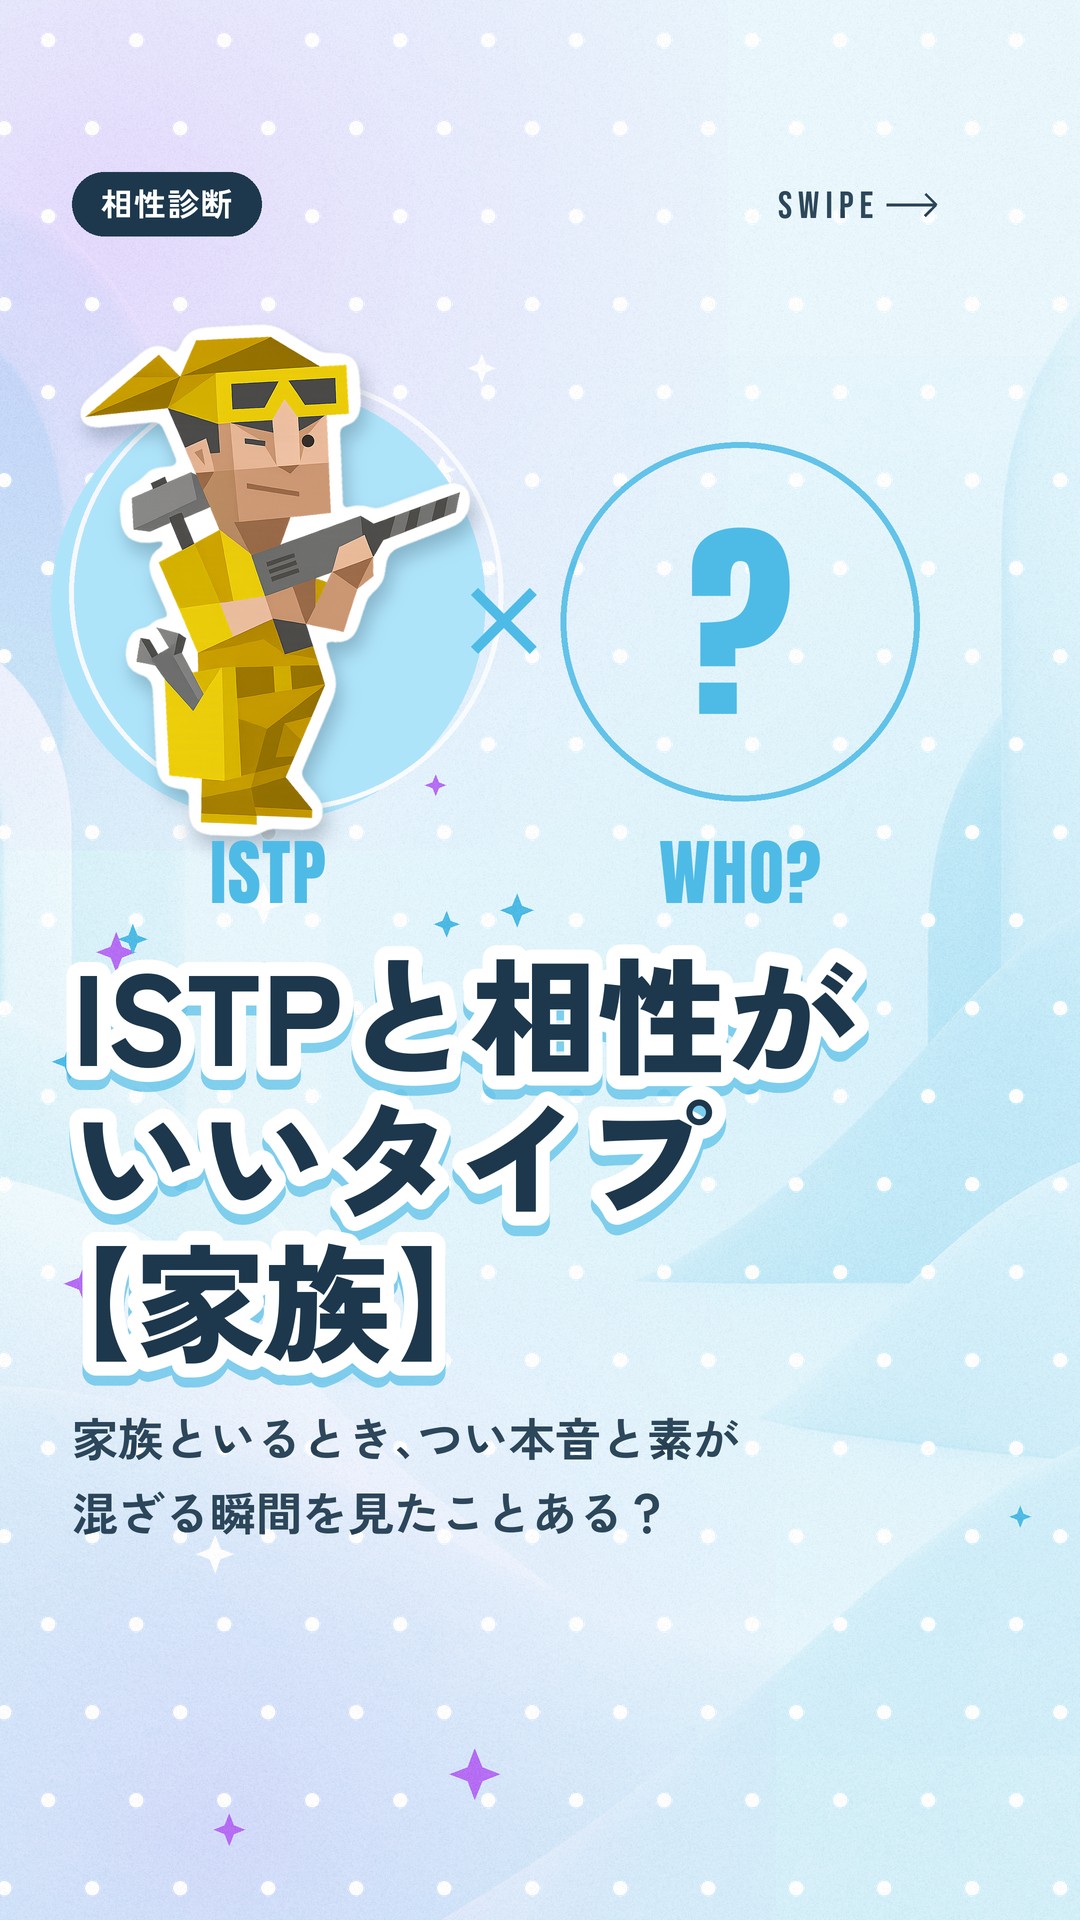 相性診断
SWIPE →
ISTP
×
?
WHO?
ISTPと相性が
いいタイプ
【家族】
家族といるとき、つい本音と素が
混ざる瞬間を見たことある？